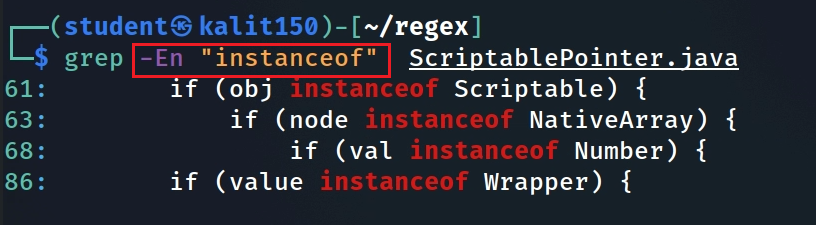 ┌──(student㉿kalit150)-[~/regex]
└─$ grep -En "instanceof" ScriptablePointer.java
61:        if (obj instanceof Scriptable) {
63:            if (node instanceof NativeArray) {
68:                if (val instanceof Number) {
86:        if (value instanceof Wrapper) {